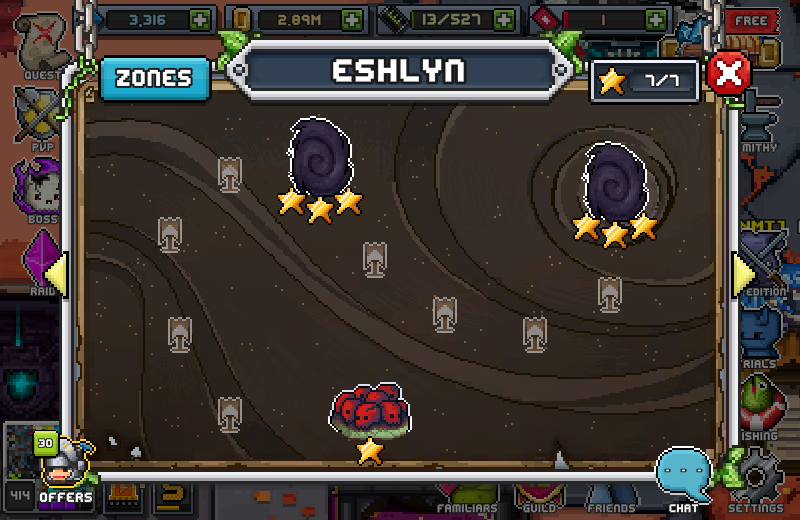 3,316
2.89M
13/527
1
FREE
QUEST
ZONES
ESHLYN
7/7
PVP
MITHY
BOSS
RAID
EDITION
RIALS
ISHING
30
414
OFFERS
FAMILIARS
GUILD
FRIENDS
CHAT
SETTINGS